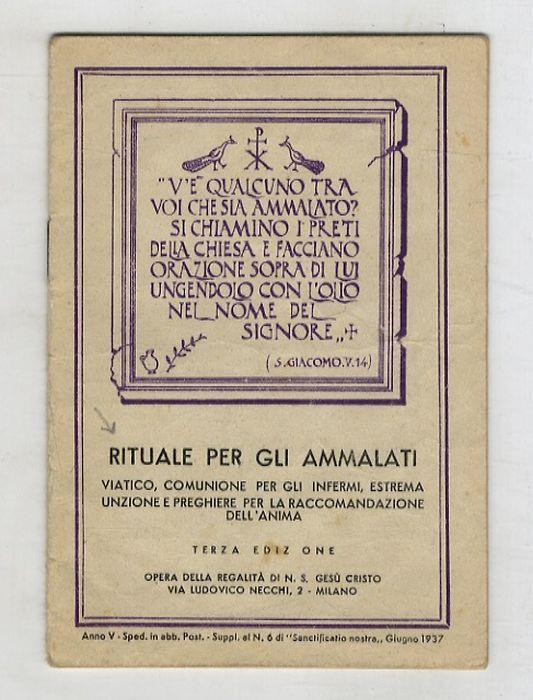 "V'È QUALCUNO TRA
VOI CHE SIA AMMALATO?
SI CHIAMINO I PRETI
DELLA CHIESA E FACCIANO
ORAZIONE SOPRA DI LUI
UNGENDOLO CON L'OLIO
NEL NOME DEL
SIGNORE„
(S. GIACOMO. V. 14)
RITUALE PER GLI AMMALATI
VIATICO, COMUNIONE PER GLI INFERMI, ESTREMA
UNZIONE E PREGHIERE PER LA RACCOMANDAZIONE
DELL'ANIMA
TERZA EDIZ ONE
OPERA DELLA REGALITÀ DI N. S. GESÙ CRISTO
VIA LUDOVICO NECCHI, 2 - MILANO
Anno V - Sped. in abb. Post. - Suppl. al N. 6 di "Sanctificatio nostra„ Giugno 1937